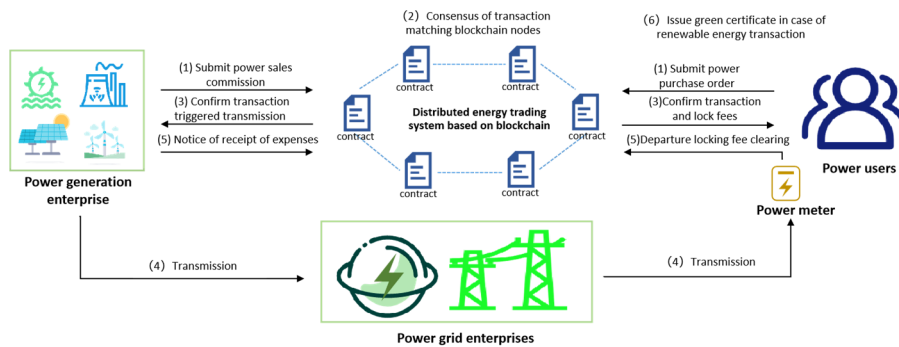 (2) Consensus of transaction
matching blockchain nodes
(6) Issue green certificate in case of
renewable energy transaction
(1) Submit power sales
commission
(3) Confirm transaction
triggered transmission
(5) Notice of receipt of expenses
contract
contract
contract
Distributed energy trading
system based on blockchain
contract
contract
contract
(1) Submit power
purchase order
(3)Confirm transaction
and lock fees
(5)Departure locking fee clearing
Power users
Power generation
enterprise
Power meter
(4) Transmission
(4) Transmission
Power grid enterprises